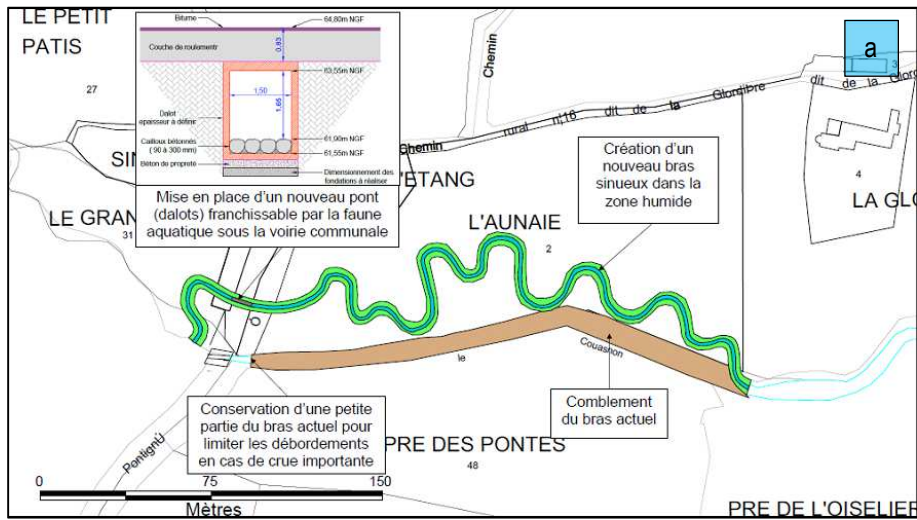 LE PETIT
PATIS
27
Bitume
64,80m NGF
Couche de roulement
0,83
63,55m NGF
1,50
1,65
Dalot
épaisseur à définir
Cailloux bétonnés
(90 à 300 mm)
61,90m NGF
61,55m NGF
Béton de propreté
Dimensionnement des
fondations à réaliser
Mise en place d'un nouveau pont
(dalots) franchissable par la faune
aquatique sous la voirie communale
a
3
Chemin
Chemin rural n°16 dit de la Glorière
dit de la
4
LA GLO
SIN
'ETANG
LE GRAN
31
L'AUNAIE
2
Création d'un
nouveau bras
sinueux dans la
zone humide
le
Couasnon
Comblement
du bras actuel
Conservation d'une petite
partie du bras actuel pour
limiter les débordements
en cas de crue importante
PRE DES PONTES
48
Pontigné
0
75
150
Mètres
PRE DE L'OISELIER